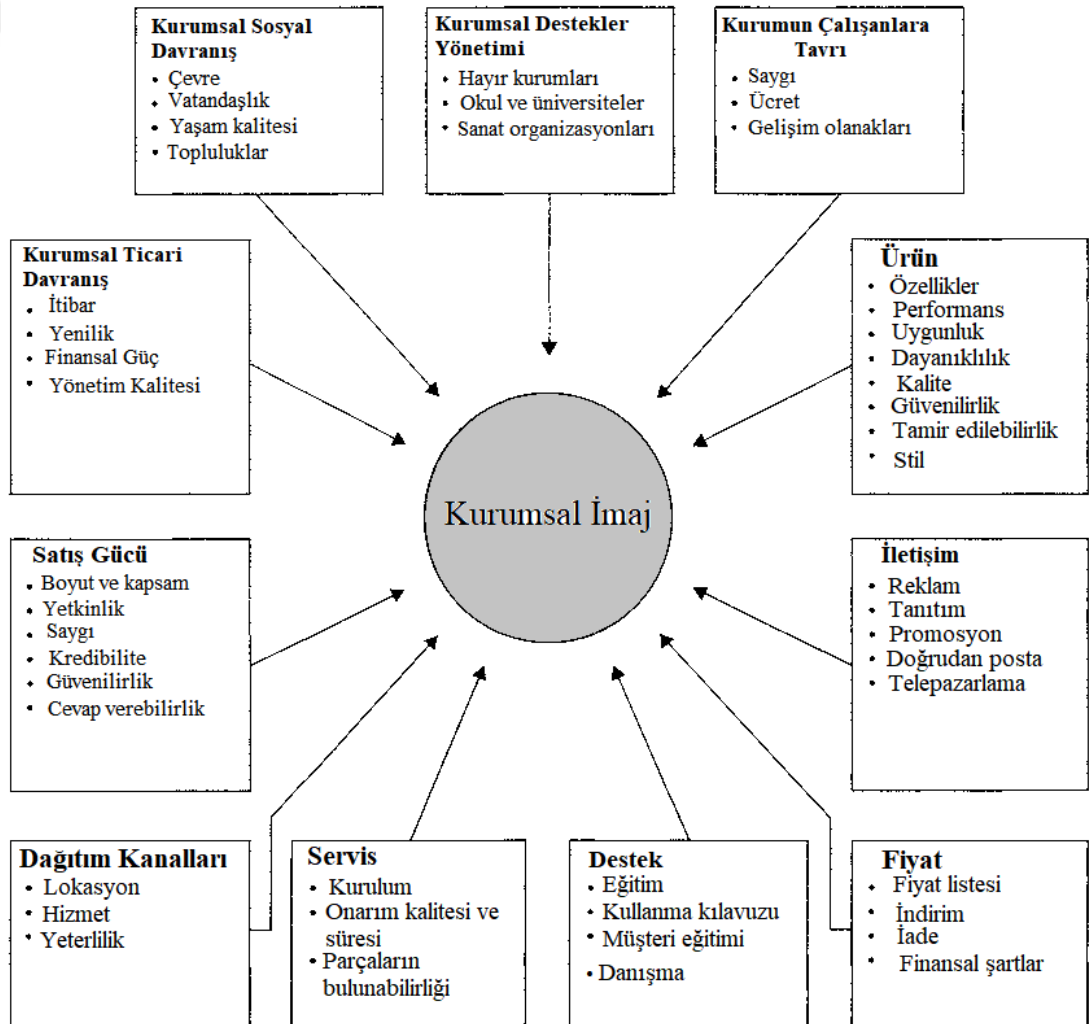 Kurumsal Sosyal
Davranış
• Çevre
• Vatandaşlık
• Yaşam kalitesi
• Topluluklar
Kurumsal Destekler
Yönetimi
• Hayır kurumları
• Okul ve üniversiteler
• Sanat organizasyonları
Kurumun Çalışanlara
Tavrı
• Saygı
• Ücret
• Gelişim olanakları
Kurumsal Ticari
Davranış
• İtibar
• Yenilik
• Finansal Güç
• Yönetim Kalitesi
Ürün
• Özellikler
• Performans
• Uygunluk
• Dayanıklılık
• Kalite
• Güvenilirlik
• Tamir edilebilirlik
• Stil
Kurumsal İmaj
Satış Gücü
• Boyut ve kapsam
• Yetkinlik
• Saygı
• Kredibilite
• Güvenilirlik
• Cevap verebilirlik
İletişim
• Reklam
• Tanıtım
• Promosyon
• Doğrudan posta
• Telepazarlama
Dağıtım Kanalları
• Lokasyon
• Hizmet
• Yeterlilik
Servis
• Kurulum
• Onarım kalitesi ve
süresi
• Parçaların
bulunabilirliği
Destek
• Eğitim
• Kullanma kılavuzu
• Müşteri eğitimi
• Danışma
Fiyat
• Fiyat listesi
• İndirim
• İade
• Finansal şartlar